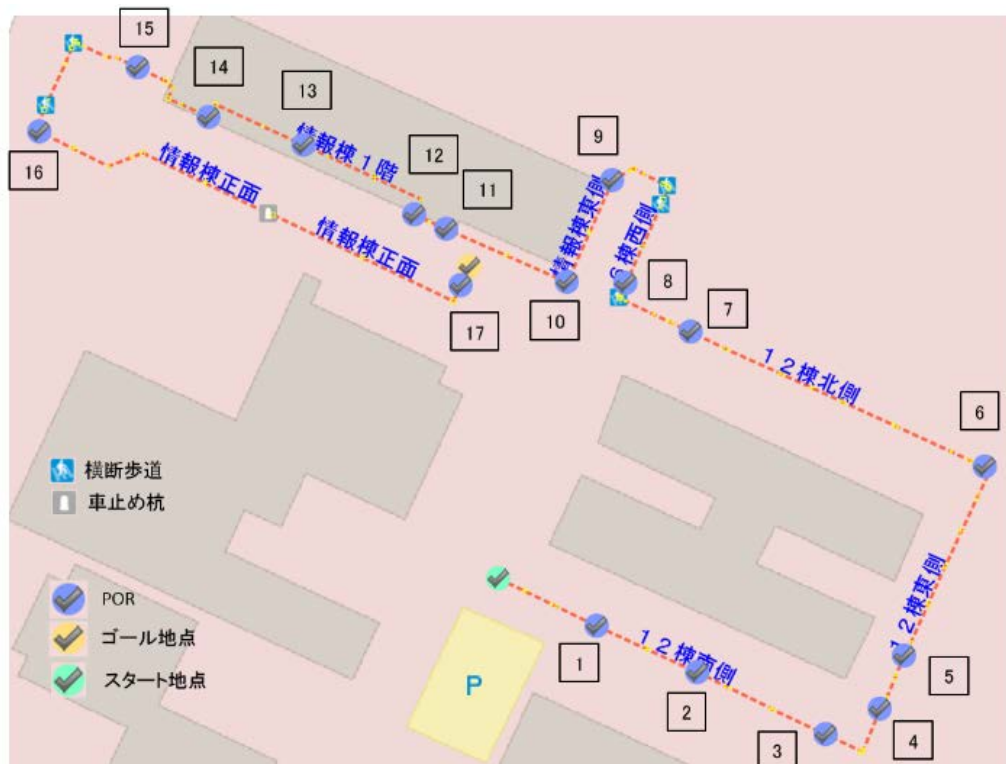 15
14
13
情報棟1階
12
11
9
情報棟東側
16
情報棟正面
情報棟正面
6棟西側
8
7
10
17
12棟北側
6
横断歩道
車止め杭
12棟東側
POR
ゴール地点
スタート地点
P
1
12棟南側
2
3
4
5